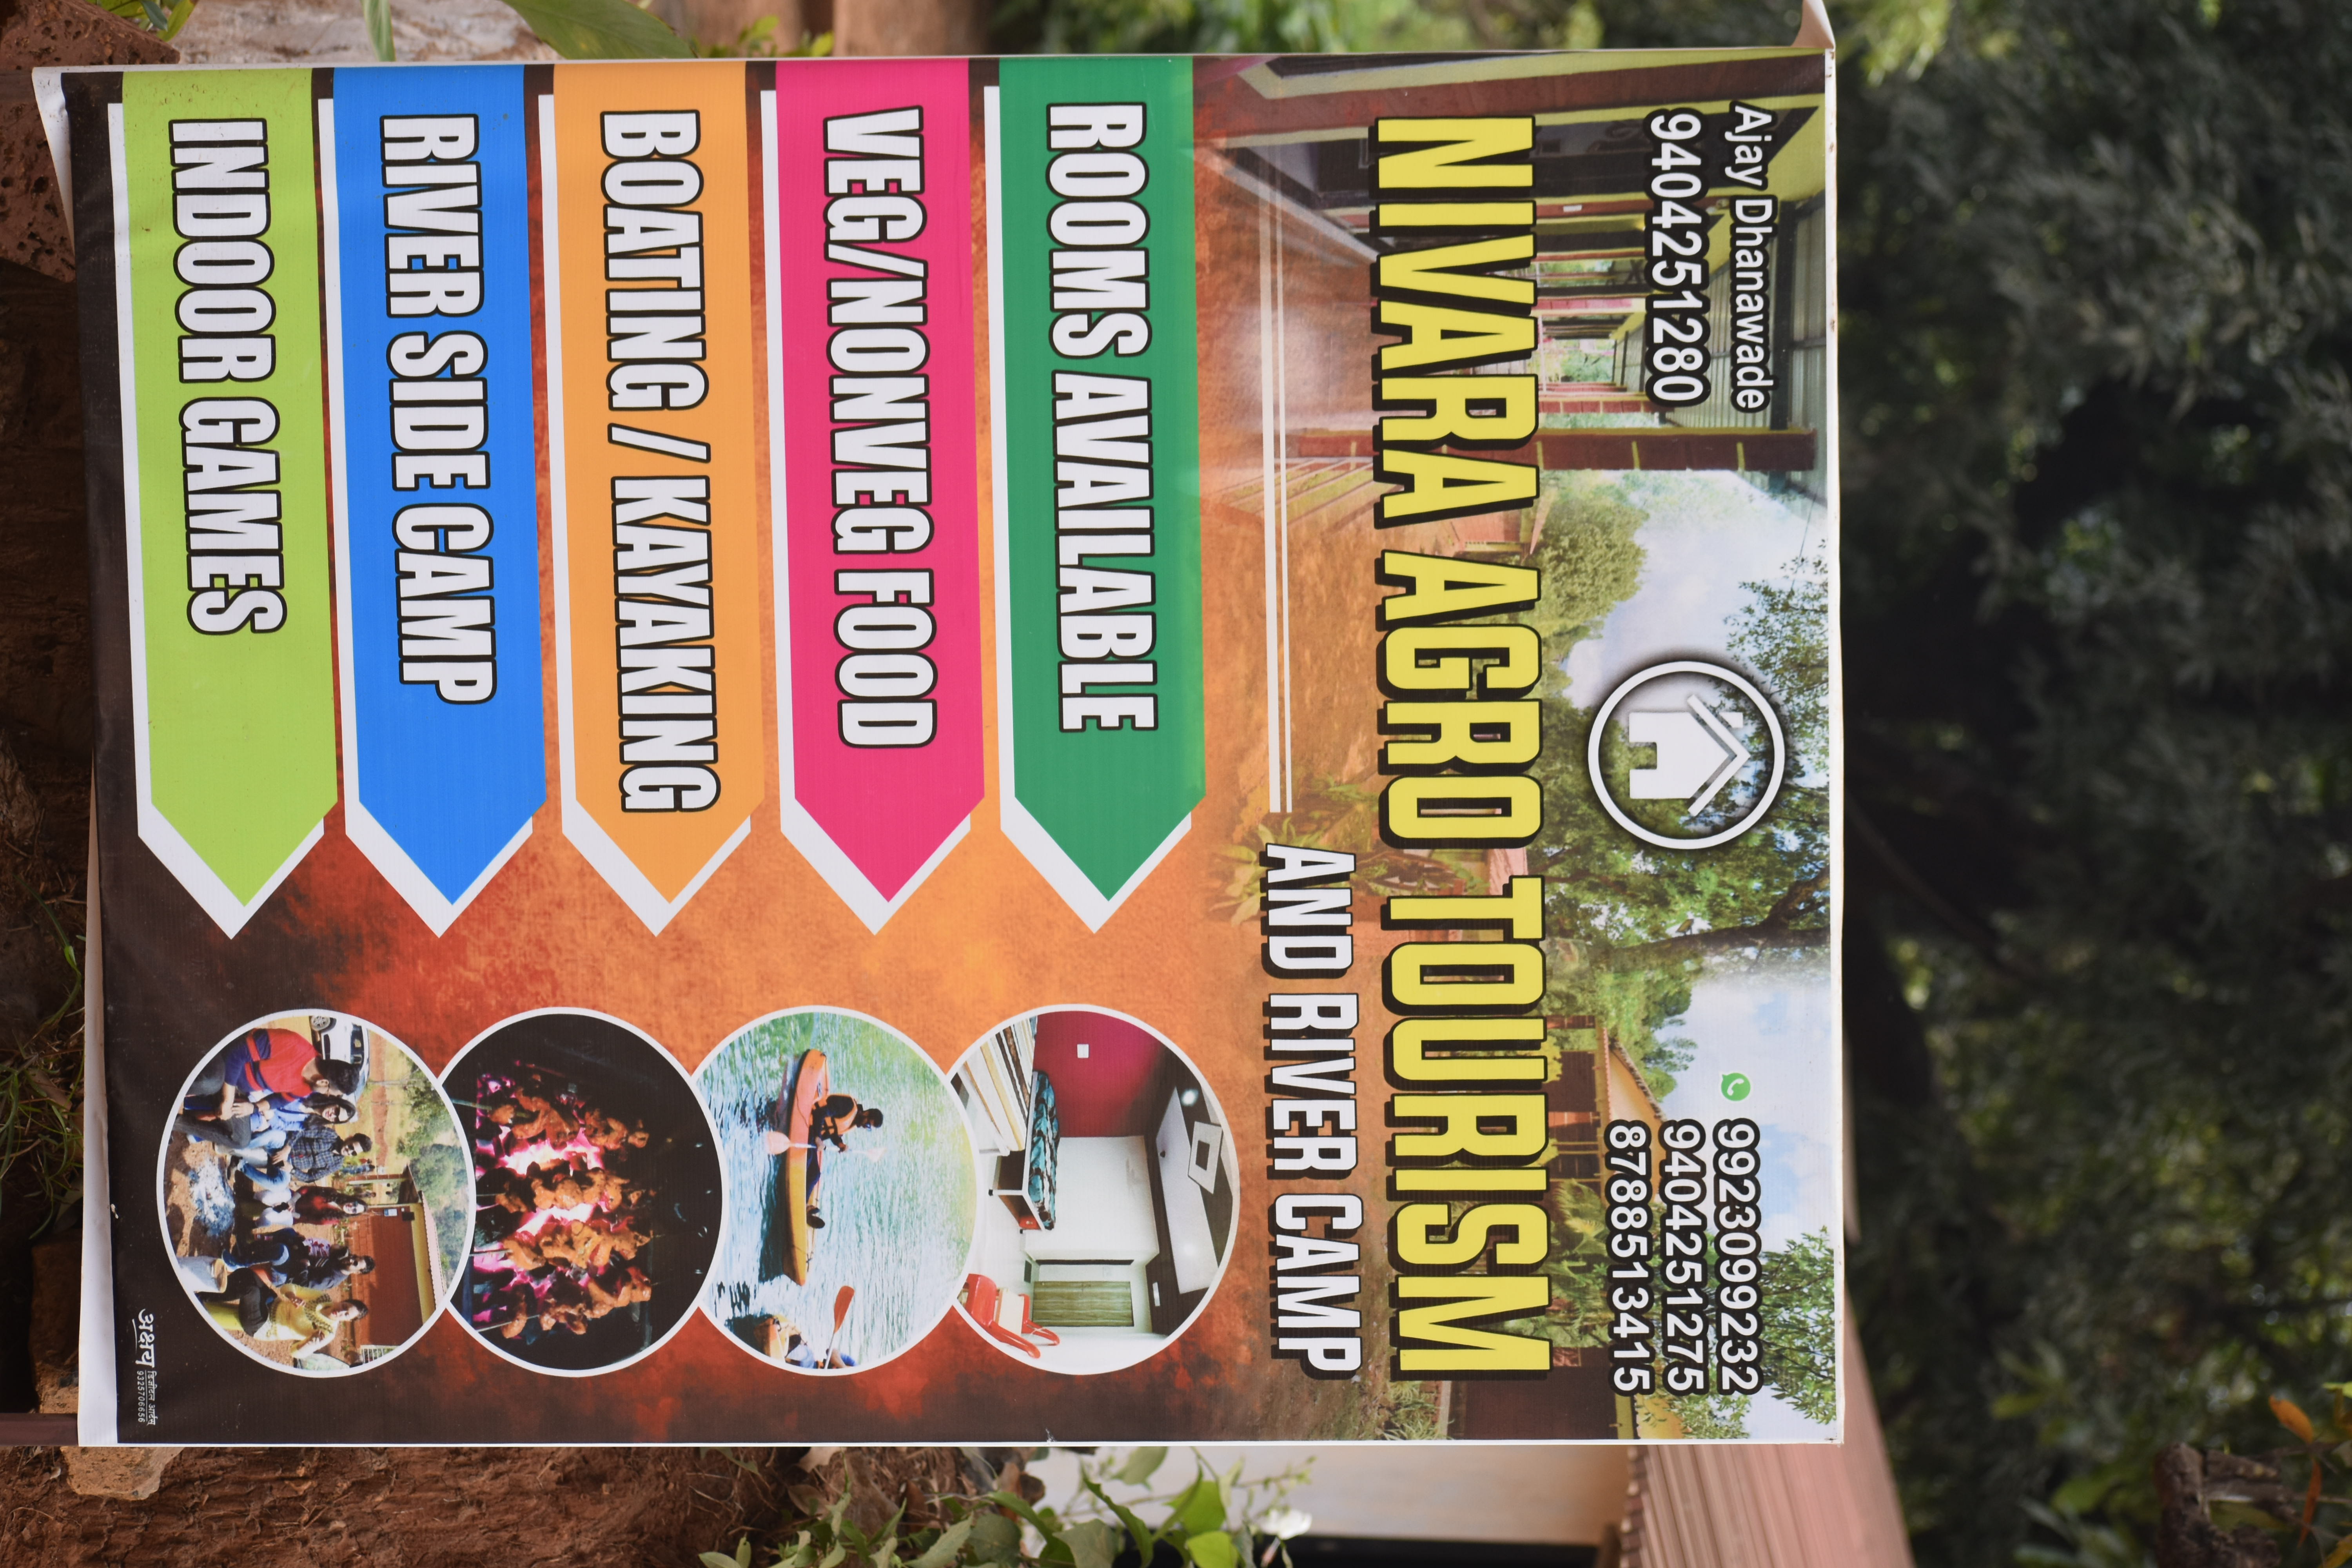 Ajay Dhanawade
9404251280
9923099232
9404251275
8788513415
NIVARA AGRO TOURISM
AND RIVER CAMP
ROOMS AVAILABLE
VEG/NONVEG FOOD
BOATING / KAYAKING
RIVER SIDE CAMP
INDOOR GAMES
अक्षय डिजीटल आर्टस्
9325706656